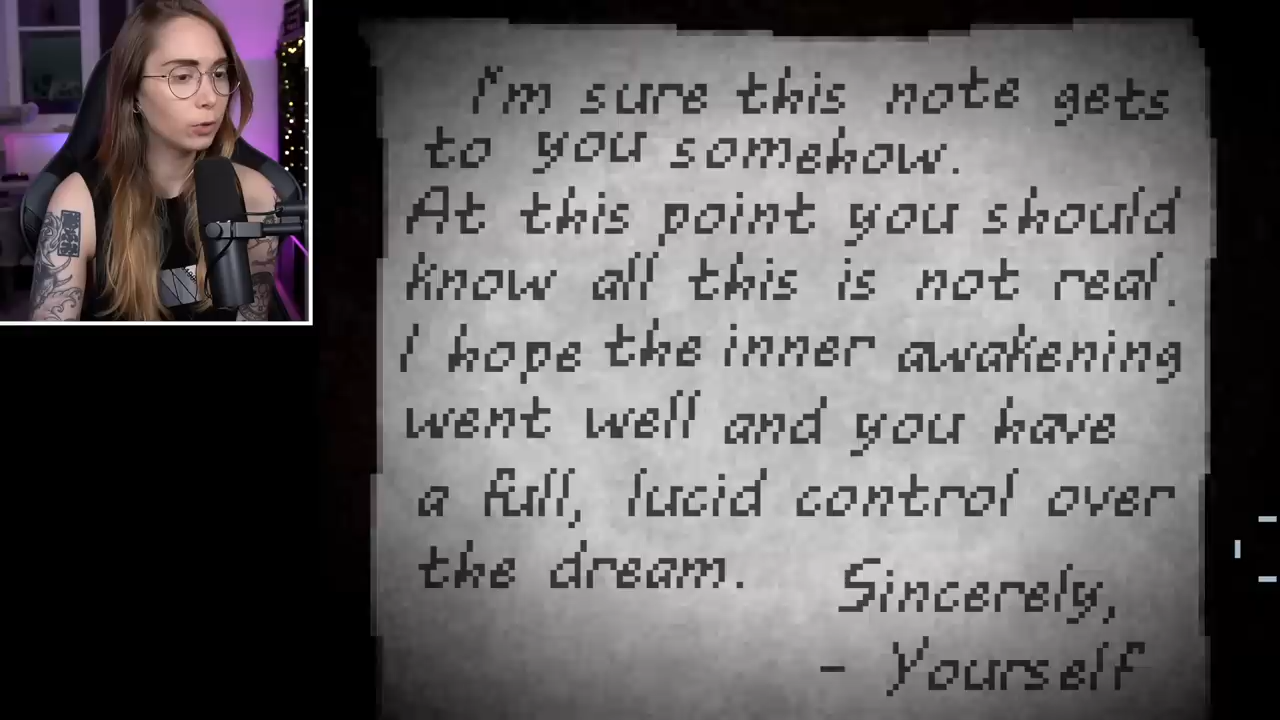 I'm sure this note gets
to you somehow.
At this point you should
know all this is not real.
I hope the inner awakening
went well and you have
a full, lucid control over
the dream.
Sincerely,
- Yourself